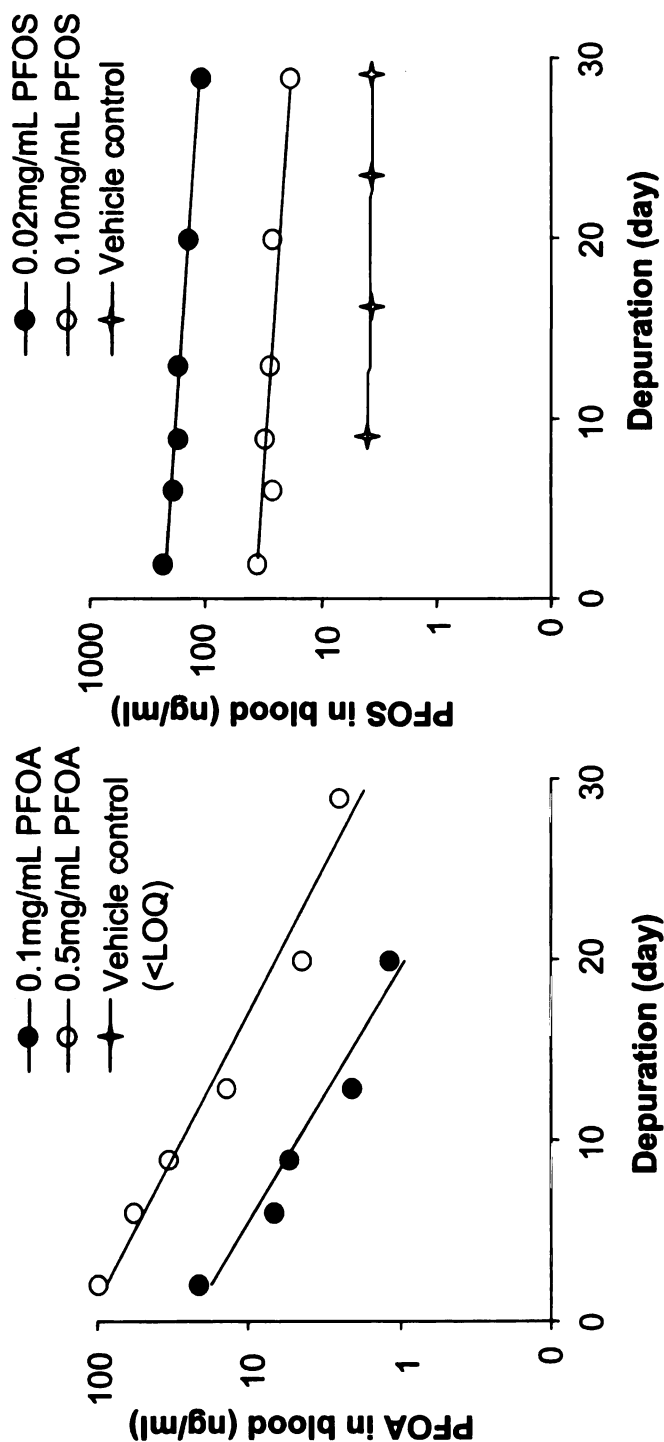 0.1mg/mL PFOA
0.5mg/mL PFOA
Vehicle control
(<LOQ)
PFOA in blood (ng/ml)
100
10
1
0
0
10
20
30
Depuration (day)
0.02mg/mL PFOS
0.10mg/mL PFOS
Vehicle control
PFOS in blood (ng/ml)
1000
100
10
1
0
0
10
20
30
Depuration (day)